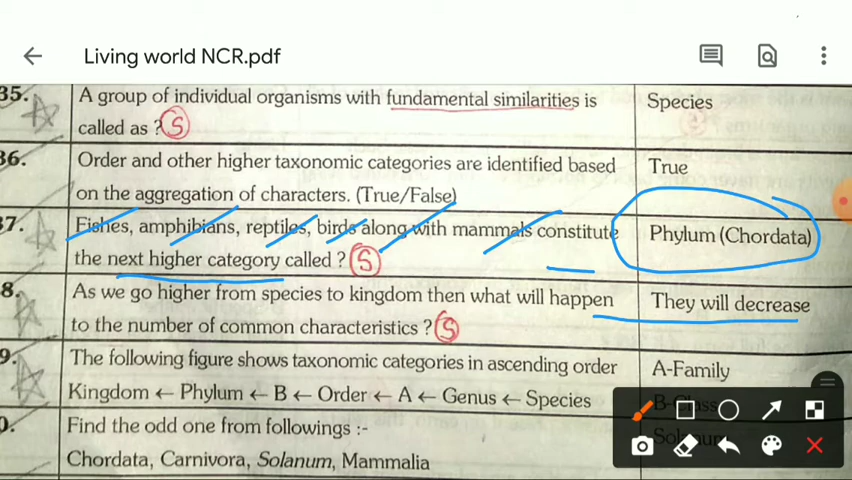 Living world NCR.pdf
35.
A group of individual organisms with fundamental similarities is
called as ? S
Species
36.
Order and other higher taxonomic categories are identified based
on the aggregation of characters. (True/False)
True
37.
Fishes, amphibians, reptiles, birds along with mammals constitute
the next higher category called ? S
Phylum (Chordata)
8.
As we go higher from species to kingdom then what will happen
to the number of common characteristics ? S
They will decrease
9.
The following figure shows taxonomic categories in ascending order
Kingdom ← Phylum ← B ← Order ← A ← Genus ← Species
A-Family
B-Class
0.
Find the odd one from followings :-
Chordata, Carnivora, Solanum, Mammalia
Solanum